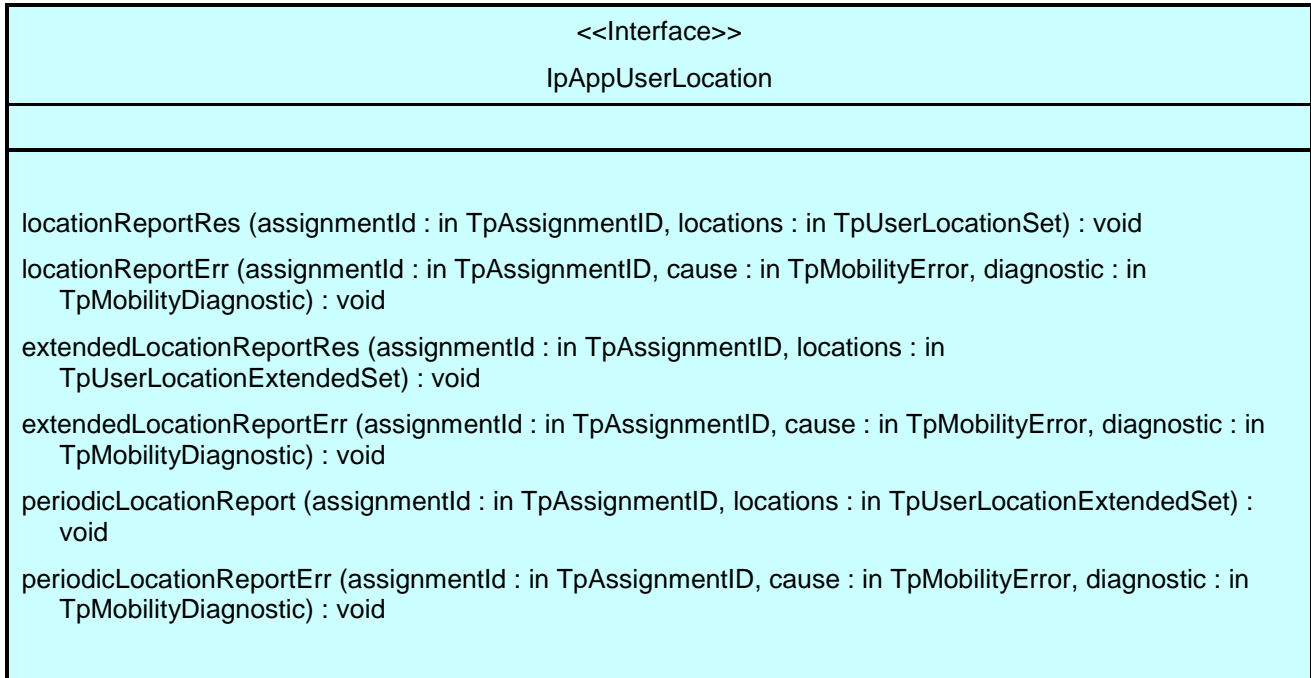 <<Interface>>
IpAppUserLocation
locationReportRes (assignmentId : in TpAssignmentID, locations : in TpUserLocationSet) : void
locationReportErr (assignmentId : in TpAssignmentID, cause : in TpMobilityError, diagnostic : in
TpMobilityDiagnostic) : void
extendedLocationReportRes (assignmentId : in TpAssignmentID, locations : in
TpUserLocationExtendedSet) : void
extendedLocationReportErr (assignmentId : in TpAssignmentID, cause : in TpMobilityError, diagnostic : in
TpMobilityDiagnostic) : void
periodicLocationReport (assignmentId : in TpAssignmentID, locations : in TpUserLocationExtendedSet) :
void
periodicLocationReportErr (assignmentId : in TpAssignmentID, cause : in TpMobilityError, diagnostic : in
TpMobilityDiagnostic) : void